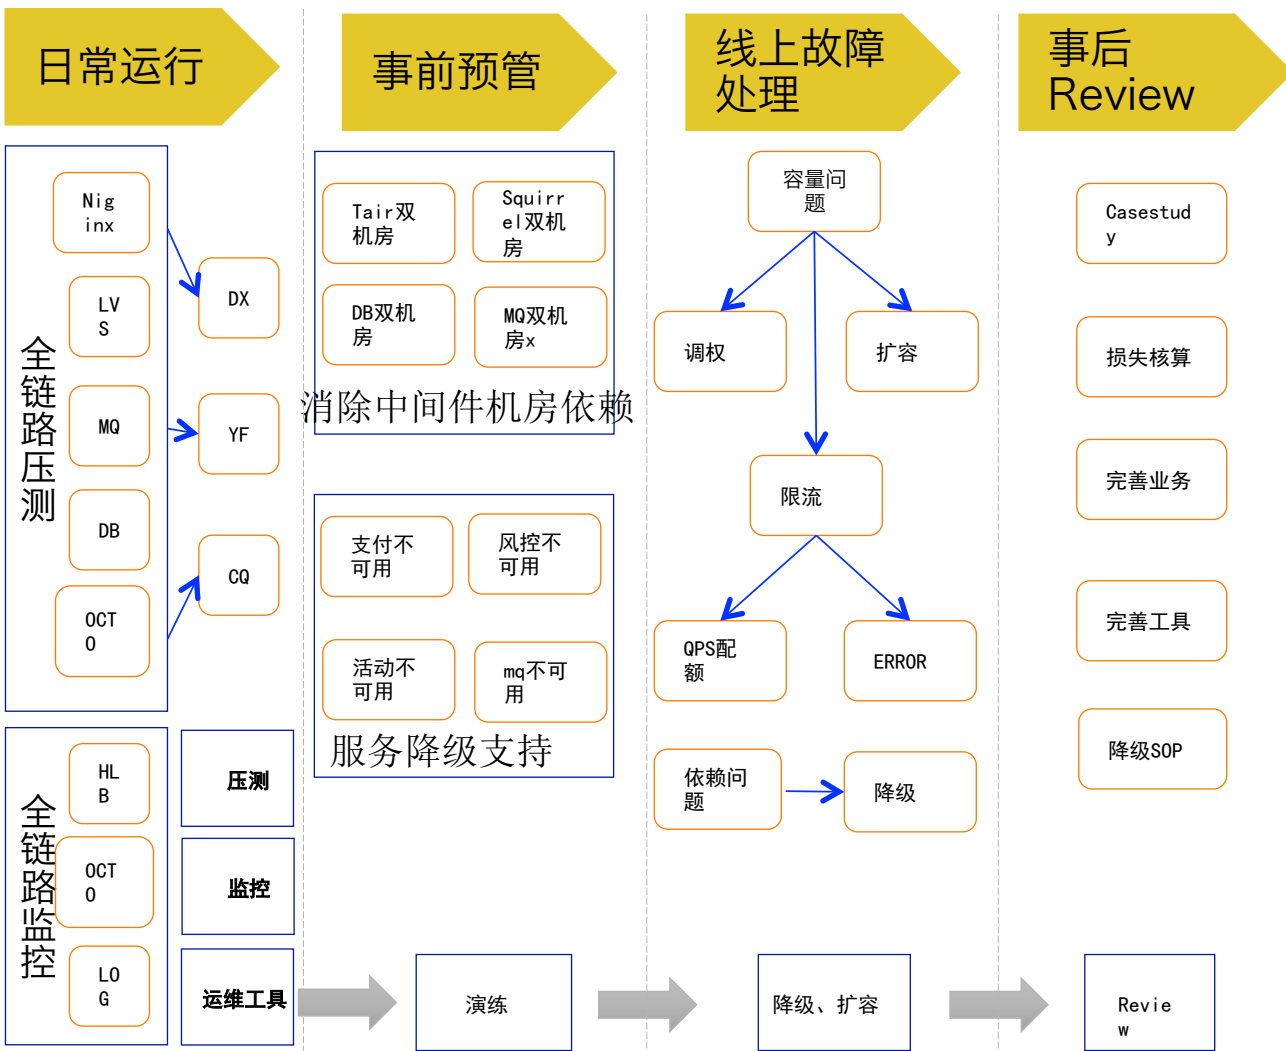 日常运行
事前预管
线上故障
处理
事后
Review
全链路压测
Nig
inx
LV
S
MQ
DB
OCT
O
DX
YF
CQ
全链路监控
HL
B
OCT
O
LO
G
压测
监控
运维工具
Tair双
机房
Squirr
el双机
房
DB双机
房
MQ双机
房x
消除中间件机房依赖
支付不
可用
风控不
可用
活动不
可用
mq不可
用
服务降级支持
演练
容量问
题
调权
扩容
限流
QPS配
额
ERROR
依赖问
题
降级
降级、扩容
Casestud
y
损失核算
完善业务
完善工具
降级SOP
Revie
w